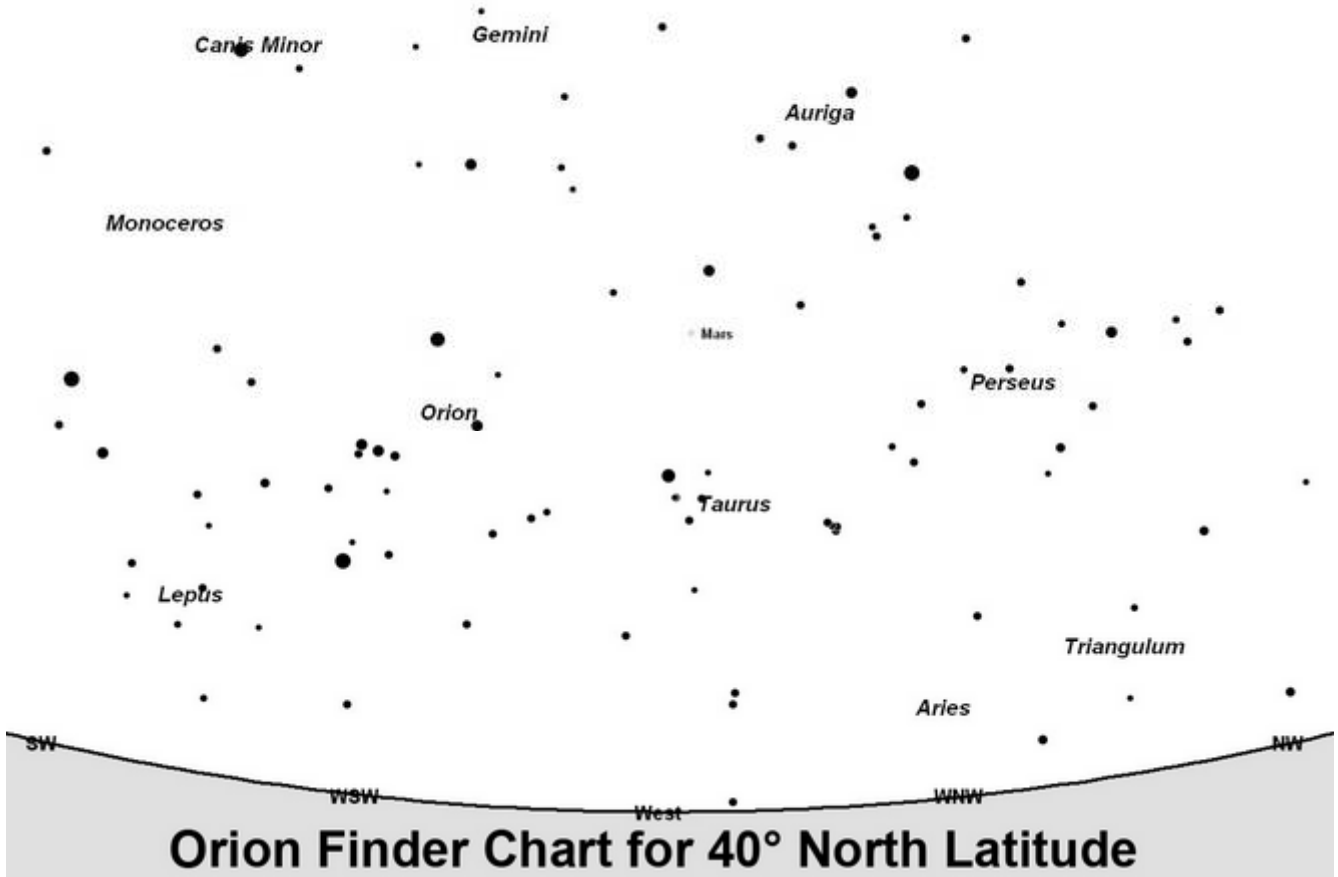 Gemini
Canis Minor
Auriga
Monoceros
Mars
Perseus
Orion
Taurus
Lepus
Triangulum
Aries
SW
NW
WSW
WNW
West
Orion Finder Chart for 40° North Latitude